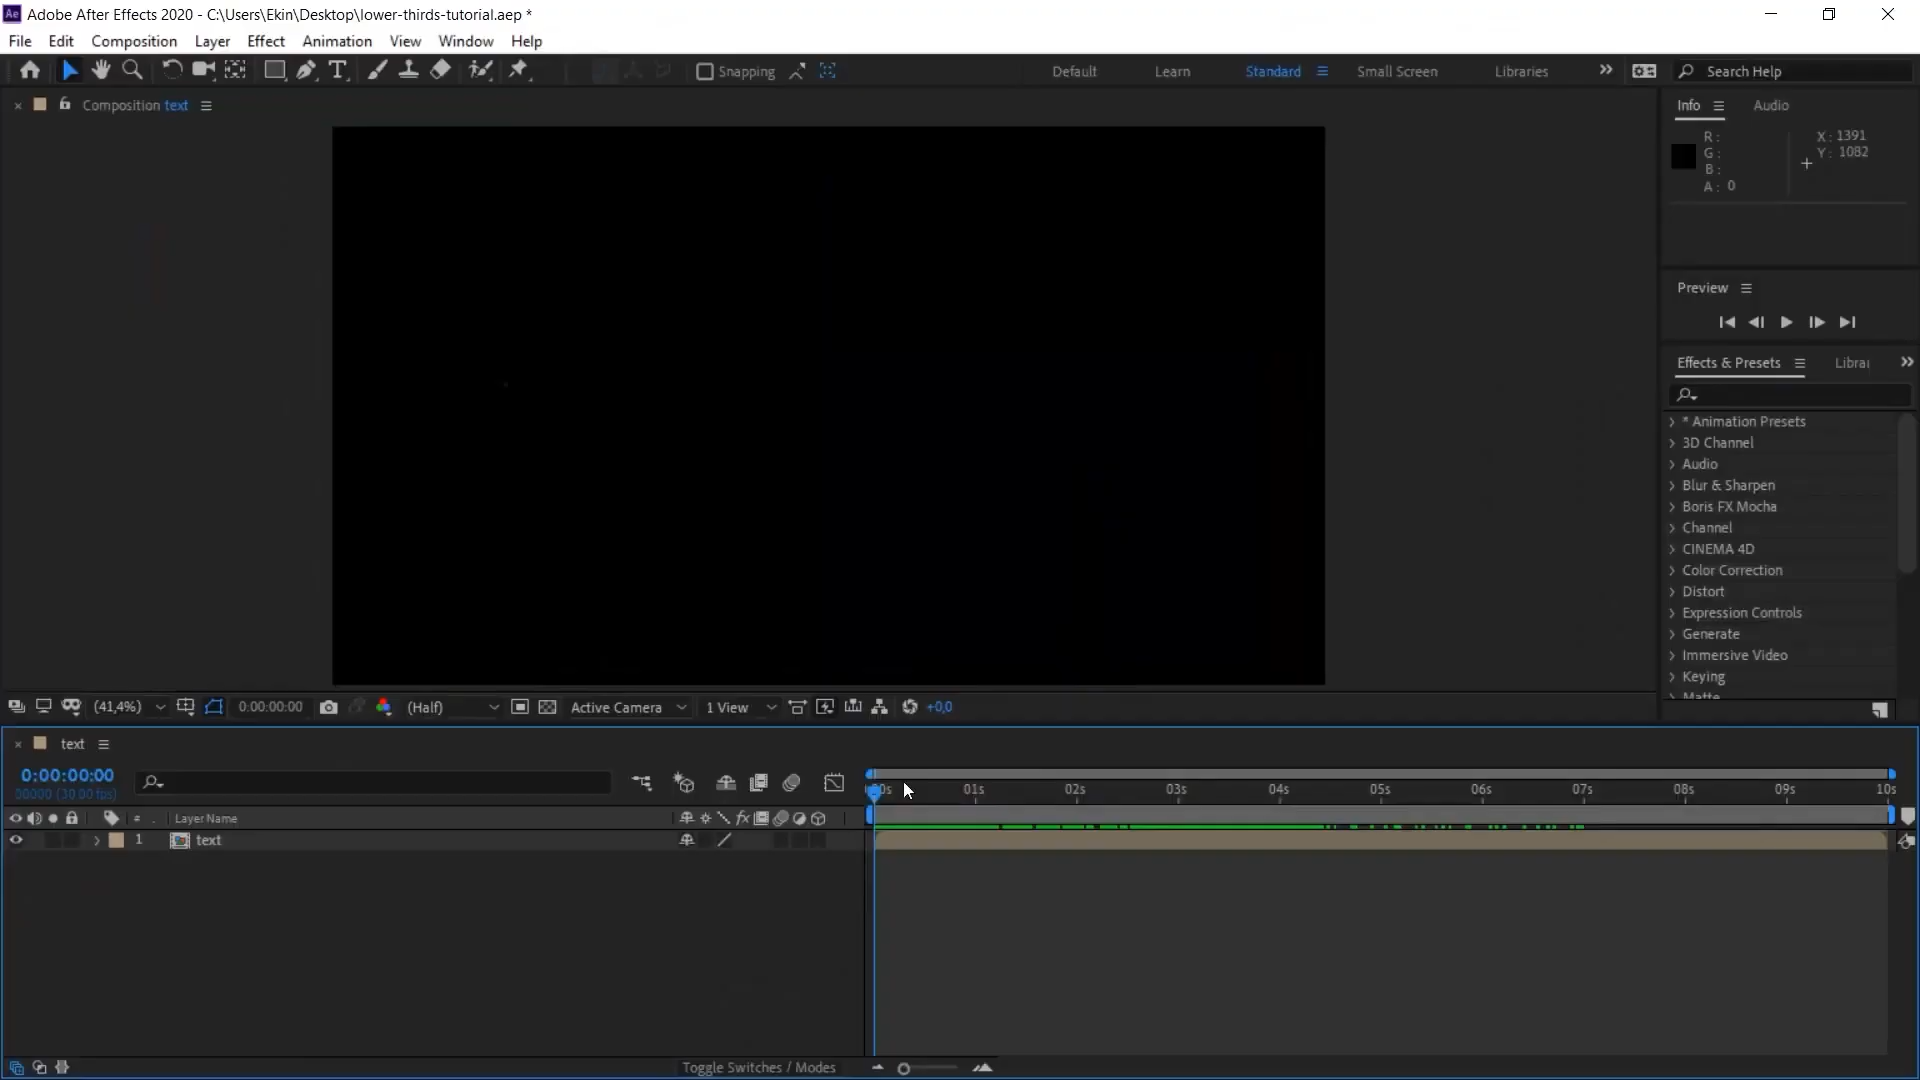 Ae Adobe After Effects 2020 - C:\Users\Ekin\Desktop\lower-thirds-tutorial.aep *
File Edit Composition Layer Effect Animation View Window Help
Snapping Default Learn Standard Small Screen Libraries Search Help
Composition text
Info Audio
R :
G :
B :
A : 0
X : 1391
Y : 1082
Preview
Effects & Presets Librai
* Animation Presets
3D Channel
Audio
Blur & Sharpen
Boris FX Mocha
Channel
CINEMA 4D
Color Correction
Distort
Expression Controls
Generate
Immersive Video
Keying
Matte
(41,4%) 0:00:00:00 (Half) Active Camera 1 View +0,0
text
0:00:00:00
00000 (30.00 fps)
00s 01s 02s 03s 04s 05s 06s 07s 08s 09s 10s
# Layer Name fx
1 text
Toggle Switches / Modes